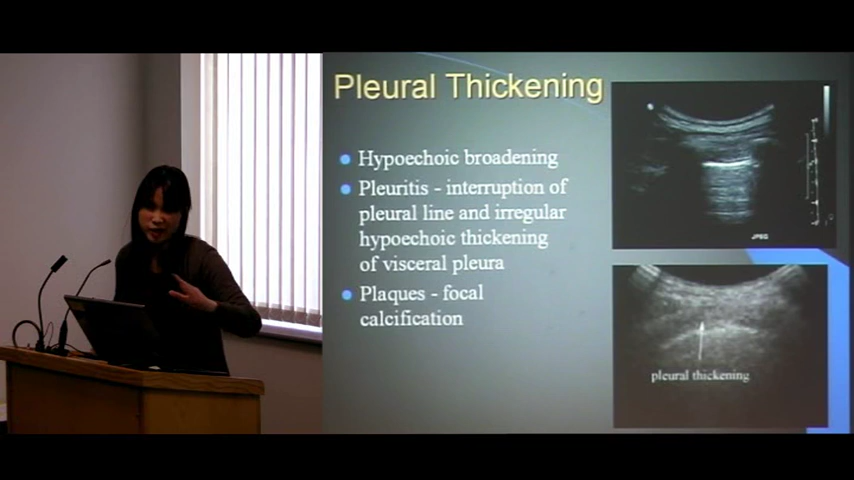 Pleural Thickening
Hypoechoic broadening
Pleuritis - interruption of
pleural line and irregular
hypoechoic thickening
of visceral pleura
Plaques - focal
calcification
JPEG
pleural thickening